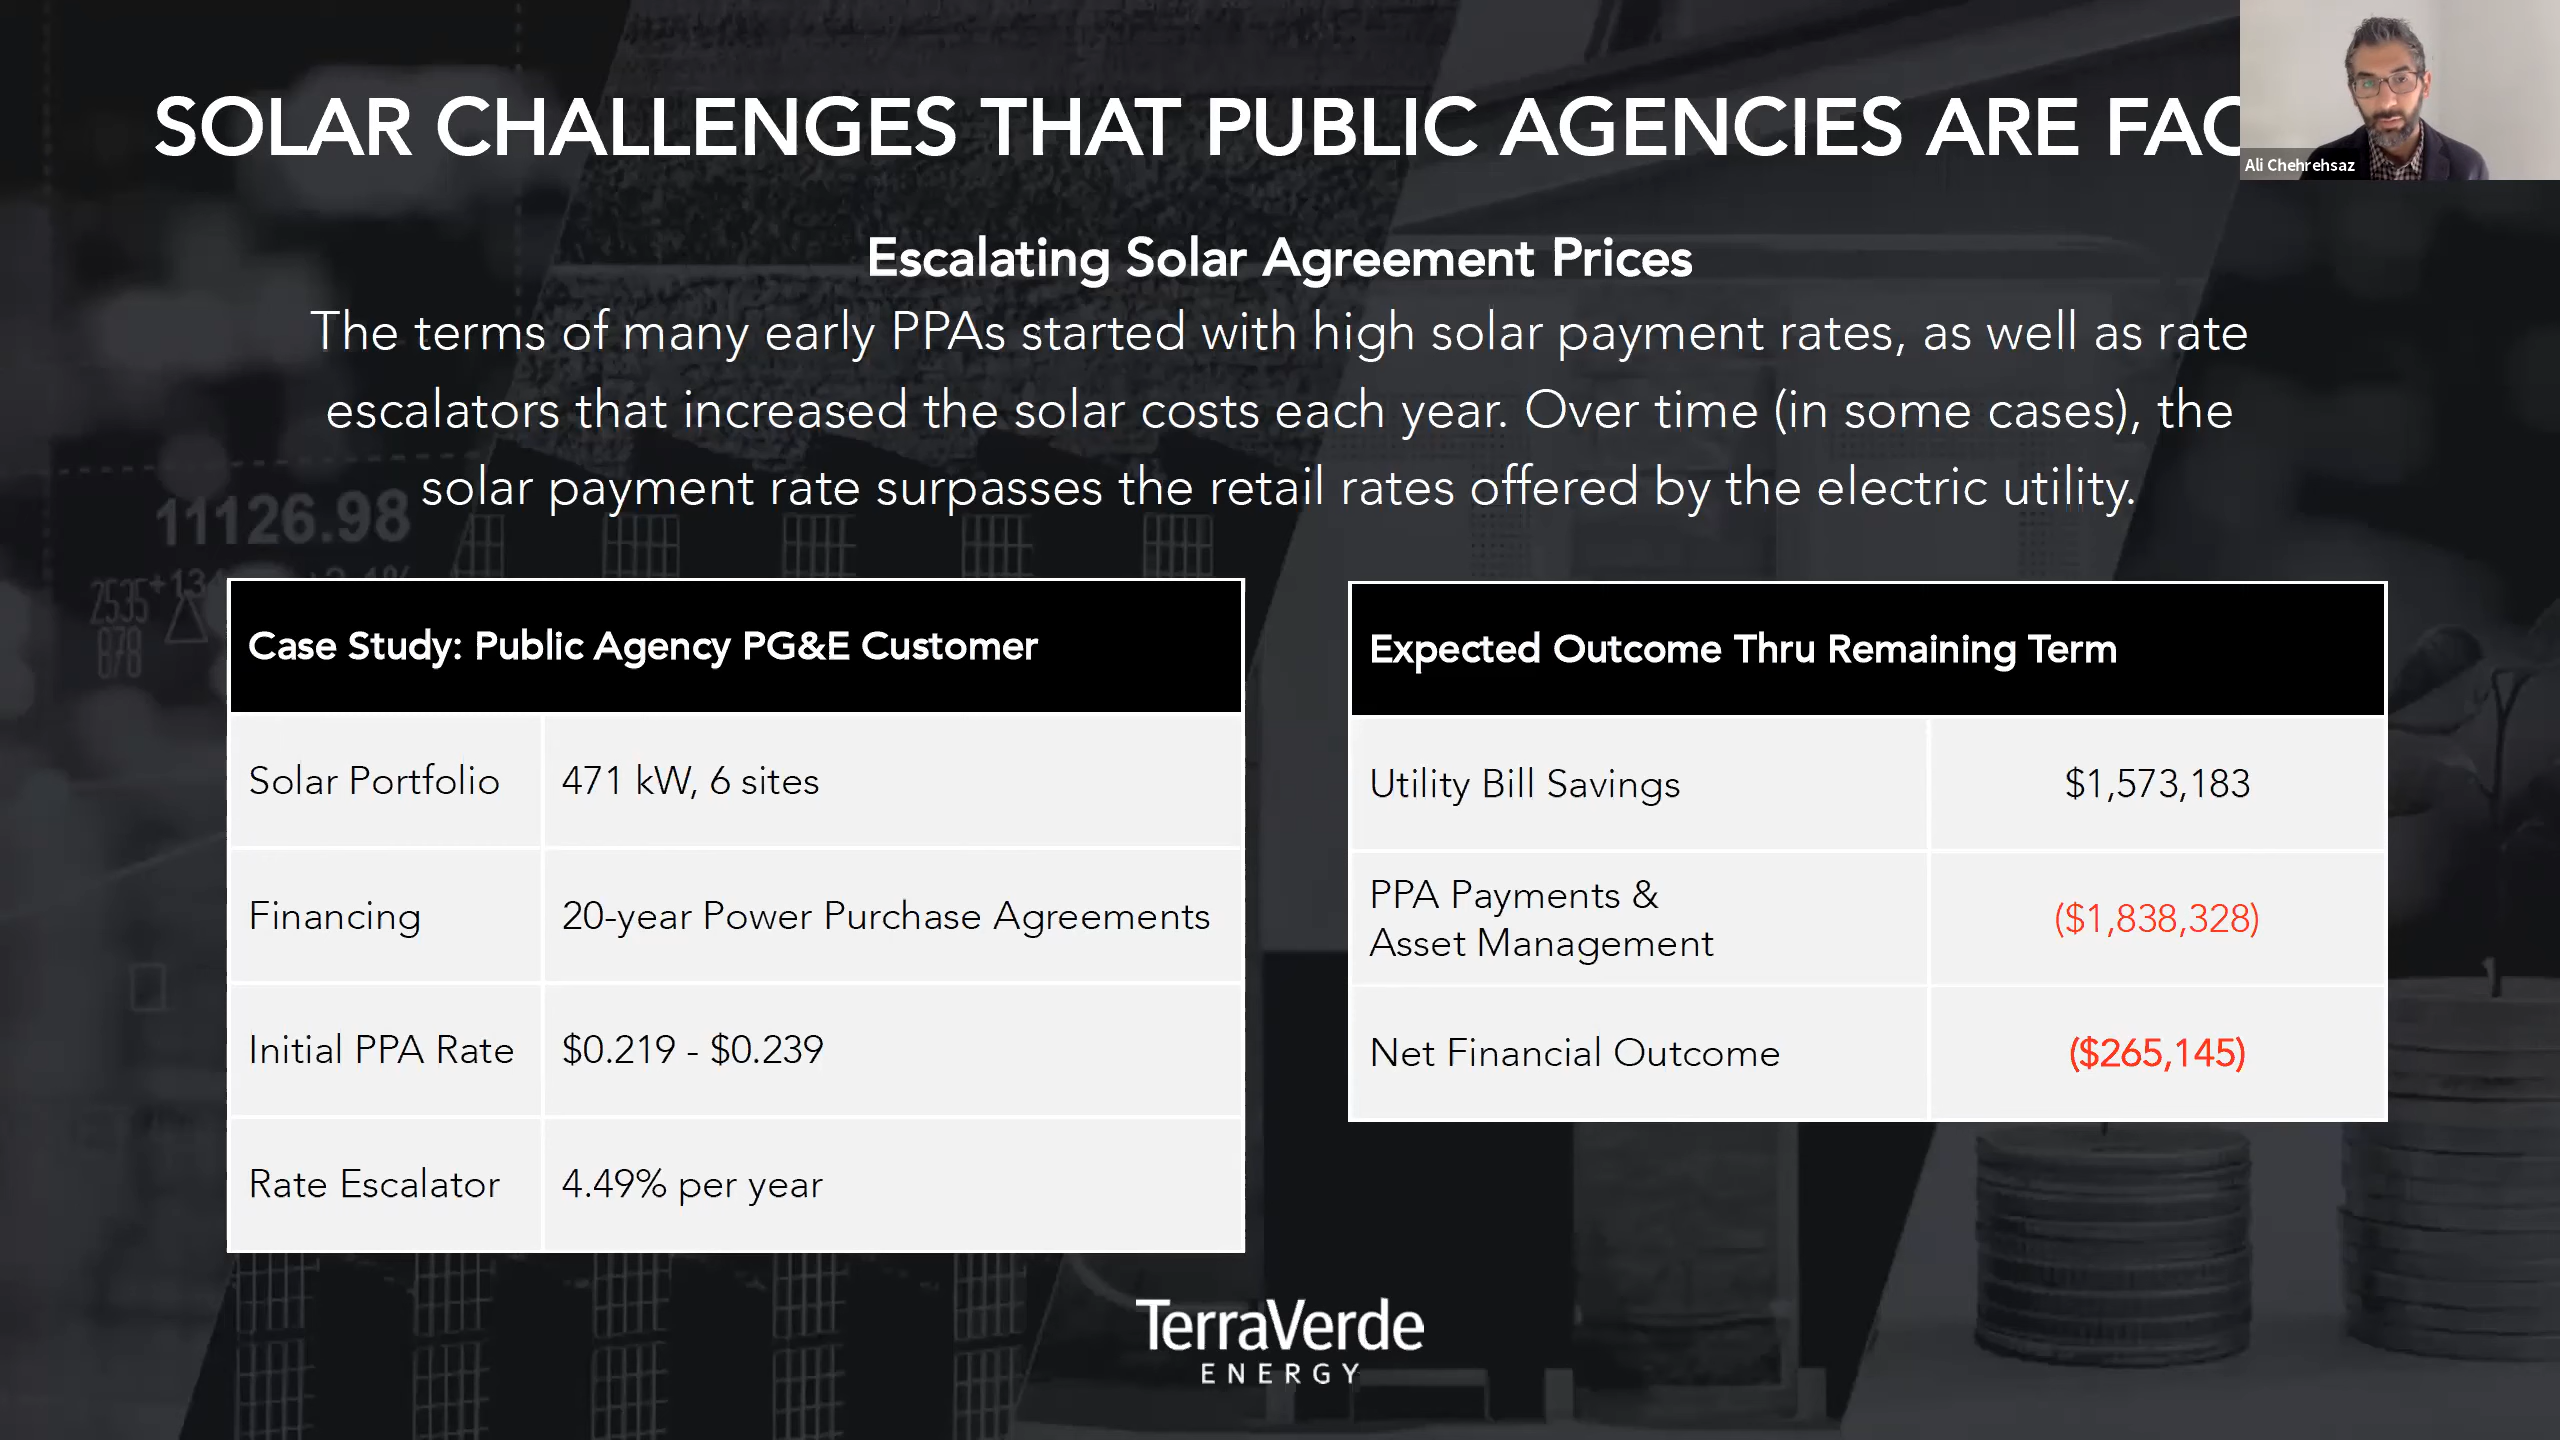 SOLAR CHALLENGES THAT PUBLIC AGENCIES ARE FAC
Ali Chehrehsaz
Escalating Solar Agreement Prices
The terms of many early PPAs started with high solar payment rates, as well as rate
escalators that increased the solar costs each year. Over time (in some cases), the
solar payment rate surpasses the retail rates offered by the electric utility.
11126.98
2535
878
Case Study: Public Agency PG&E Customer
Solar Portfolio 471 kW, 6 sites
Financing 20-year Power Purchase Agreements
Initial PPA Rate $0.219 - $0.239
Rate Escalator 4.49% per year
Expected Outcome Thru Remaining Term
Utility Bill Savings $1,573,183
PPA Payments &
Asset Management ($1,838,328)
Net Financial Outcome ($265,145)
TerraVerde
ENERGY